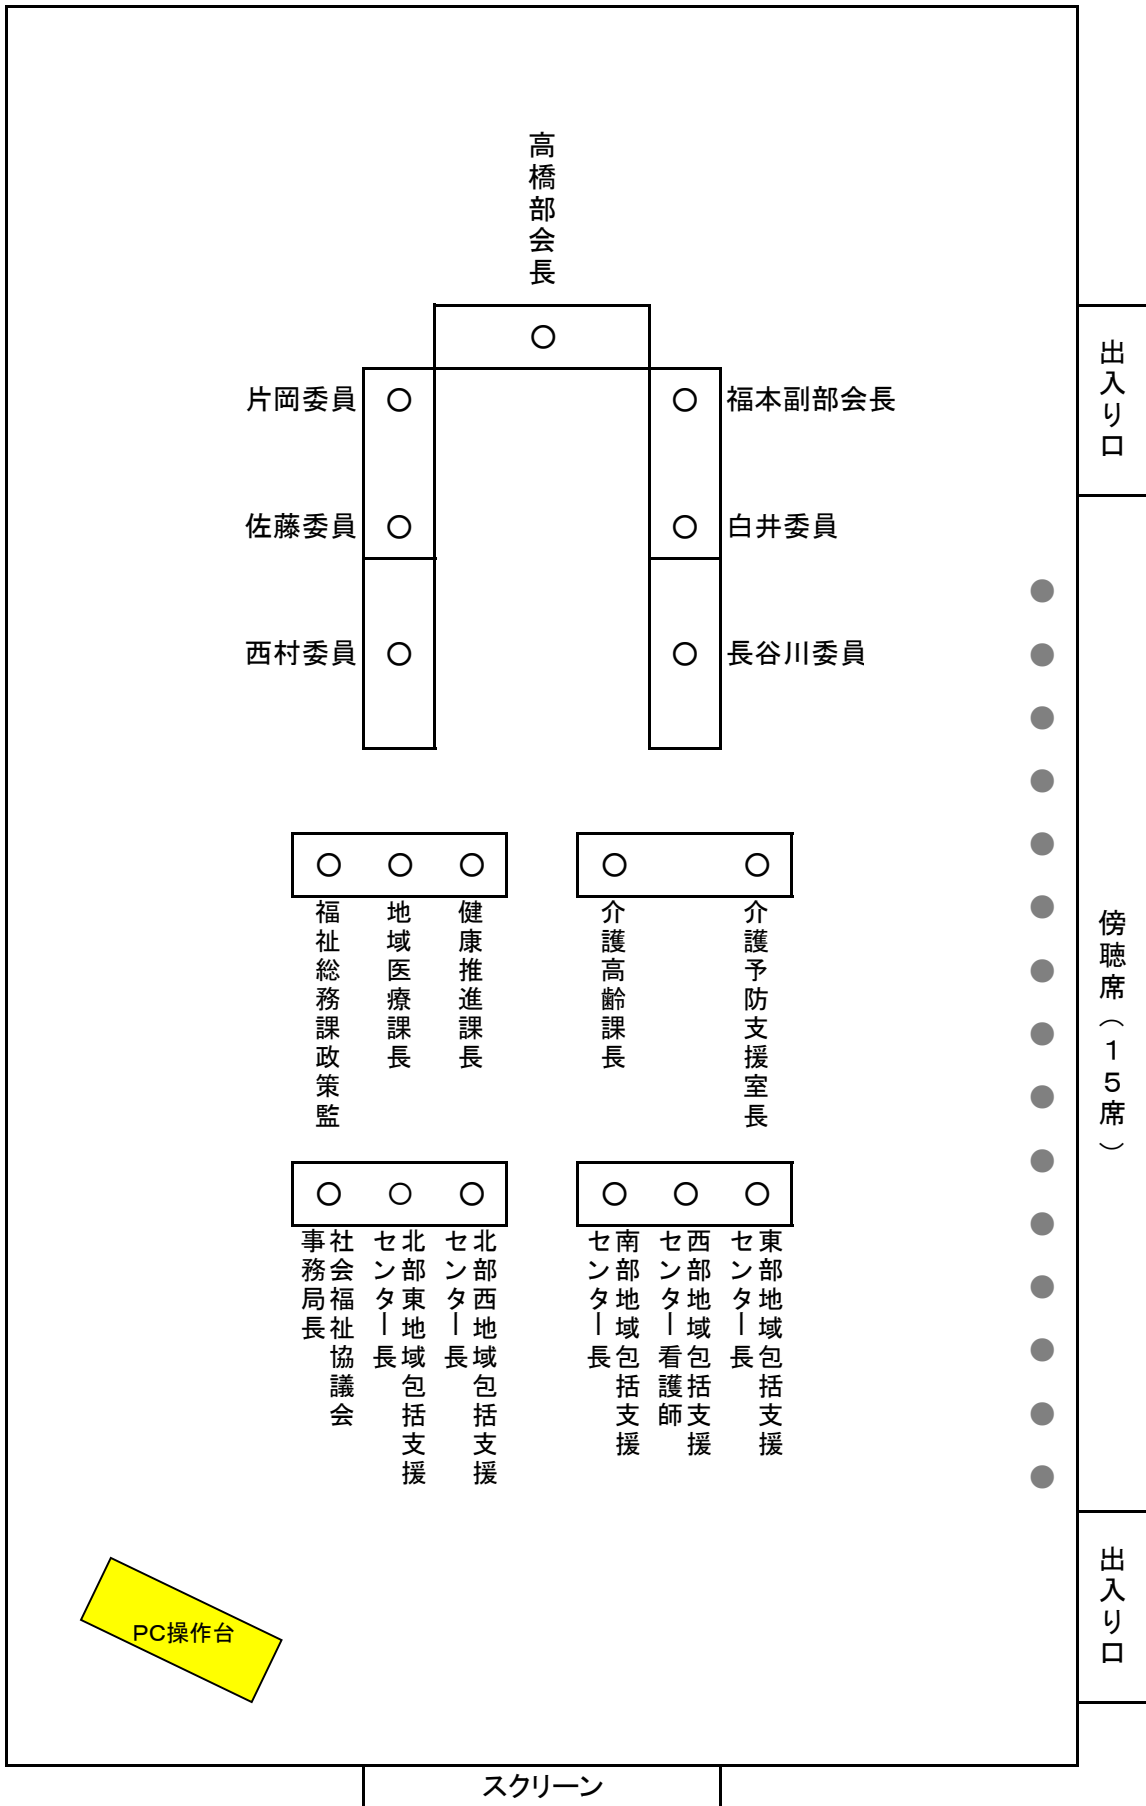 高橋部会長
出入り口
片岡委員
福本副部会長
佐藤委員
白井委員
西村委員
長谷川委員
福祉総務課政策監
地域医療課長
健康推進課長
介護高齢課長
介護予防支援室長
傍聴席（１５席）
社会福祉協議会
事務局長
北部東地域包括支援
センター長
北部西地域包括支援
センター長
南部地域包括支援
センター長
西部地域包括支援
センター看護師
東部地域包括支援
センター長
出入り口
PC操作台
スクリーン